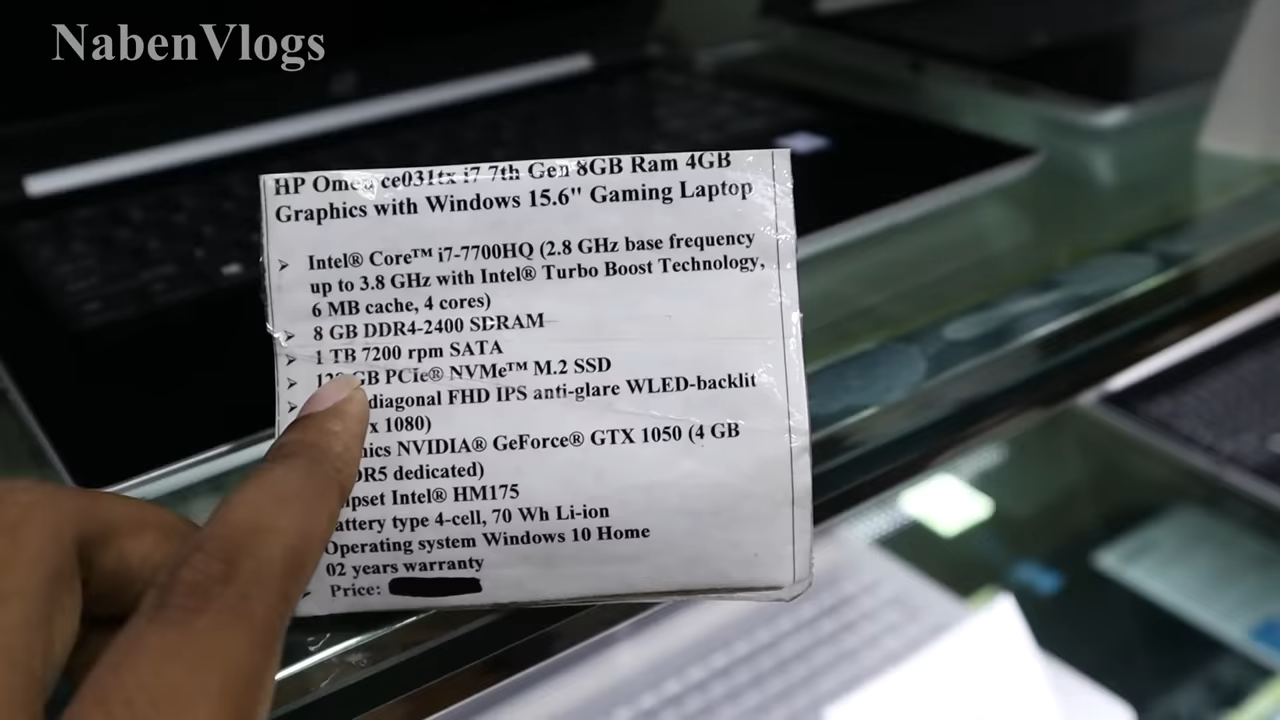 NabenVlogs
HP Omen ce031tx i7 7th Gen 8GB Ram 4GB
Graphics with Windows 15.6" Gaming Laptop
➤ Intel® Core™ i7-7700HQ (2.8 GHz base frequency
up to 3.8 GHz with Intel® Turbo Boost Technology,
6 MB cache, 4 cores)
➤ 8 GB DDR4-2400 SDRAM
➤ 1 TB 7200 rpm SATA
➤ GB PCIe® NVMe™ M.2 SSD
➤ diagonal FHD IPS anti-glare WLED-backlit
x 1080)
NVIDIA® GeForce® GTX 1050 (4 GB
dedicated)
Intel® HM175
Battery type 4-cell, 70 Wh Li-ion
Operating system Windows 10 Home
02 years warranty
Price: